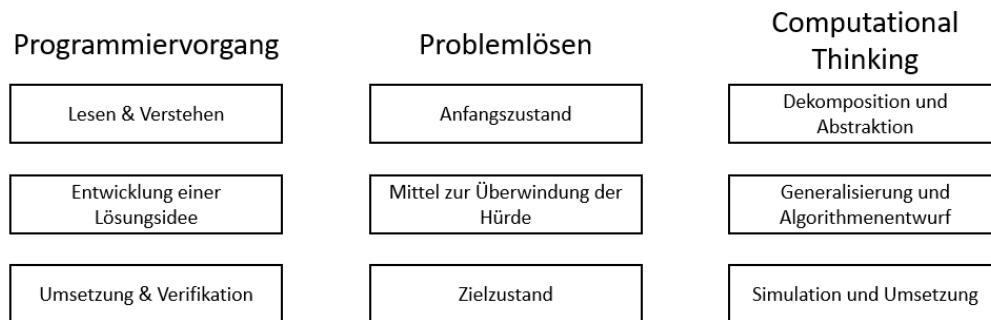 Programmiervorgang
Problemlösen
Computational
Thinking
Lesen & Verstehen
Anfangszustand
Dekomposition und
Abstraktion
Entwicklung einer
Lösungsidee
Mittel zur Überwindung der
Hürde
Generalisierung und
Algorithmenentwurf
Umsetzung & Verifikation
Zielzustand
Simulation und Umsetzung